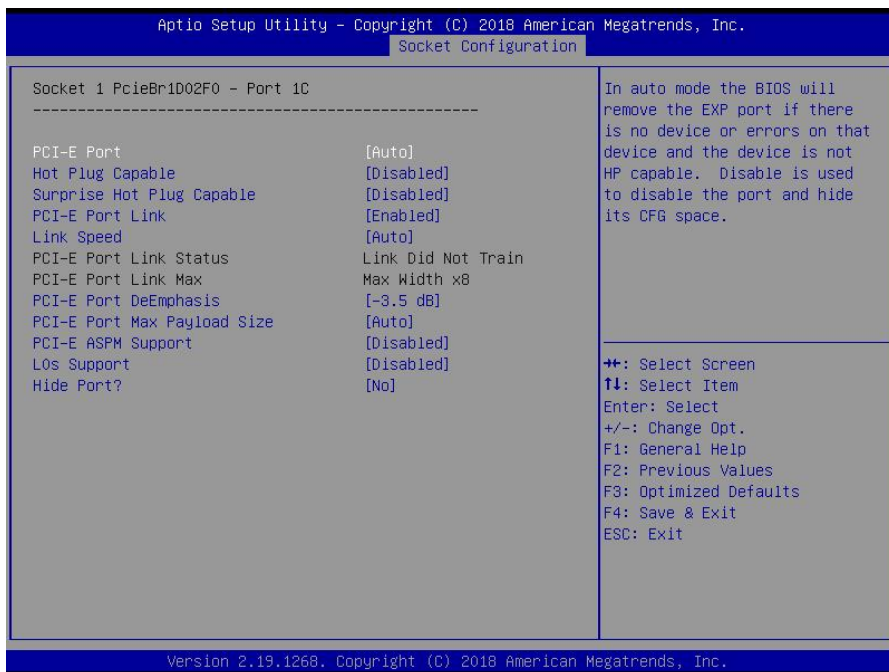 Aptio Setup Utility – Copyright (C) 2018 American Megatrends, Inc.
Socket Configuration
Socket 1 PcieBr1D02F0 – Port 1C
--------------------------------------------------
PCI-E Port [Auto]
Hot Plug Capable [Disabled]
Surprise Hot Plug Capable [Disabled]
PCI-E Port Link [Enabled]
Link Speed [Auto]
PCI-E Port Link Status Link Did Not Train
PCI-E Port Link Max Max Width x8
PCI-E Port DeEmphasis [-3.5 dB]
PCI-E Port Max Payload Size [Auto]
PCI-E ASPM Support [Disabled]
L0s Support [Disabled]
Hide Port? [No]
In auto mode the BIOS will
remove the EXP port if there
is no device or errors on that
device and the device is not
HP capable.  Disable is used
to disable the port and hide
its CFG space.
→←: Select Screen
↑↓: Select Item
Enter: Select
+/-: Change Opt.
F1: General Help
F2: Previous Values
F3: Optimized Defaults
F4: Save & Exit
ESC: Exit
Version 2.19.1268. Copyright (C) 2018 American Megatrends, Inc.